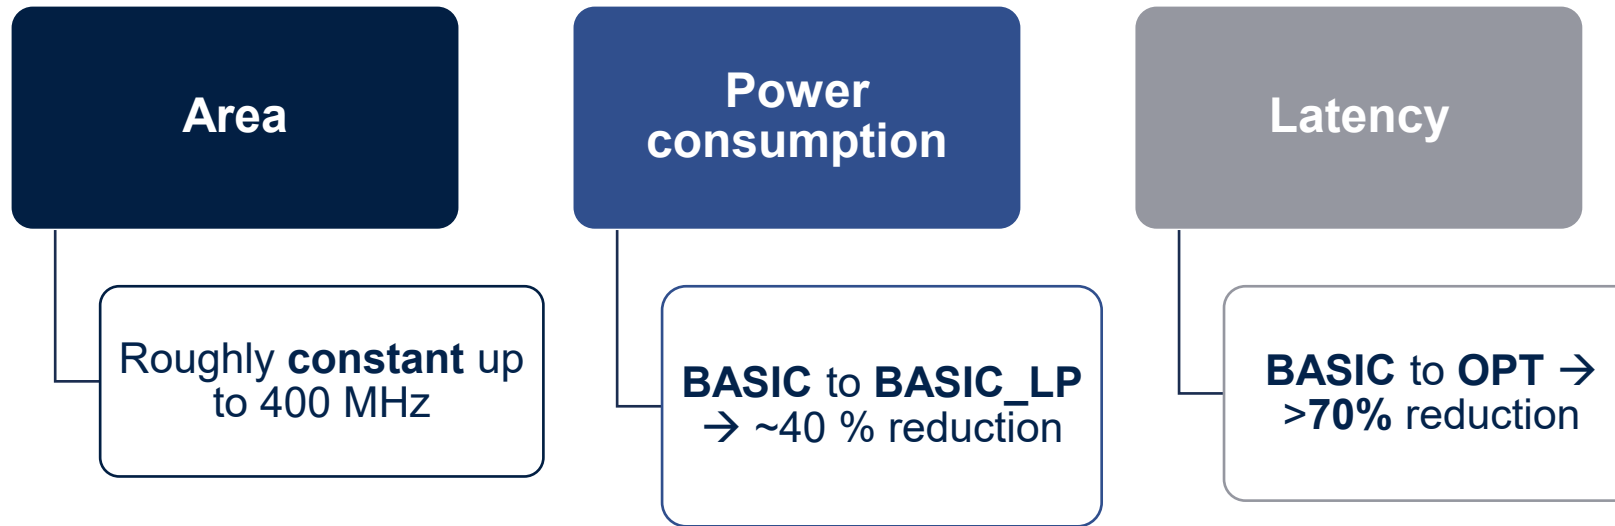 Area
Roughly constant up
to 400 MHz
Power
consumption
BASIC to BASIC_LP
→ ~40 % reduction
Latency
BASIC to OPT →
>70% reduction